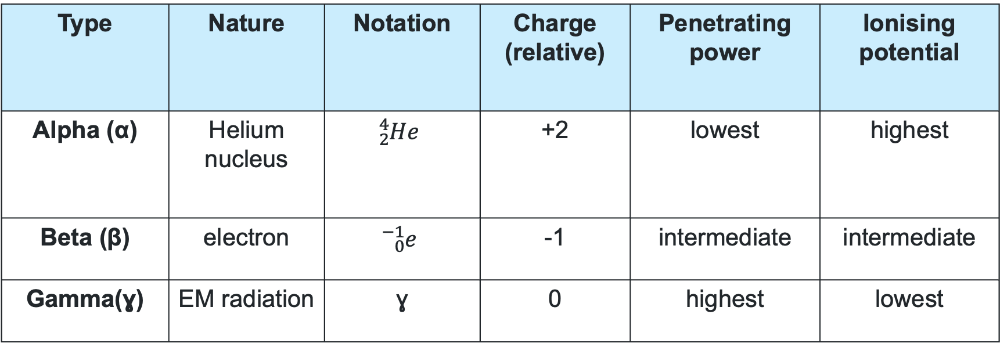 Type Nature Notation Charge (relative) Penetrating power Ionising potential
Alpha (α) Helium nucleus ⁴₂He +2 lowest highest
Beta (β) electron ⁻¹₀e -1 intermediate intermediate
Gamma(ɣ) EM radiation ɣ 0 highest lowest